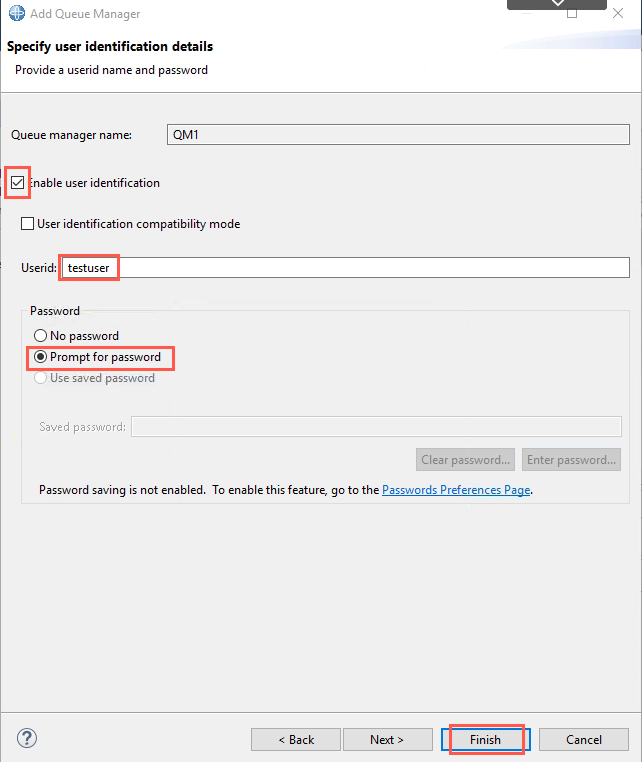 Add Queue Manager
Specify user identification details
Provide a userid name and password
Queue manager name: QM1
Enable user identification
User identification compatibility mode
Userid: testuser
Password
No password
Prompt for password
Use saved password
Saved password:
Clear password... Enter password...
Password saving is not enabled. To enable this feature, go to the Passwords Preferences Page.
? < Back Next > Finish Cancel